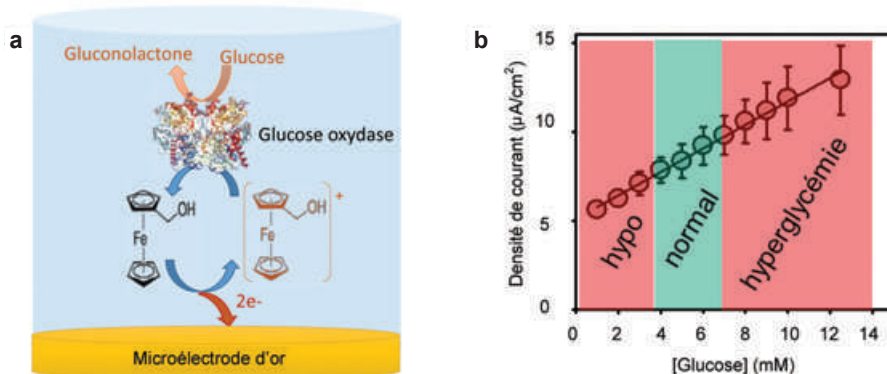 a
Gluconolactone
Glucose
Glucose oxydase
OH
Fe
OH
+
Fe
2e-
Microélectrode d'or
b
Densité de courant (µA/cm²)
15
10
5
0
hypo
normal
hyperglycémie
0 2 4 6 8 10 12 14
[Glucose] (mM)